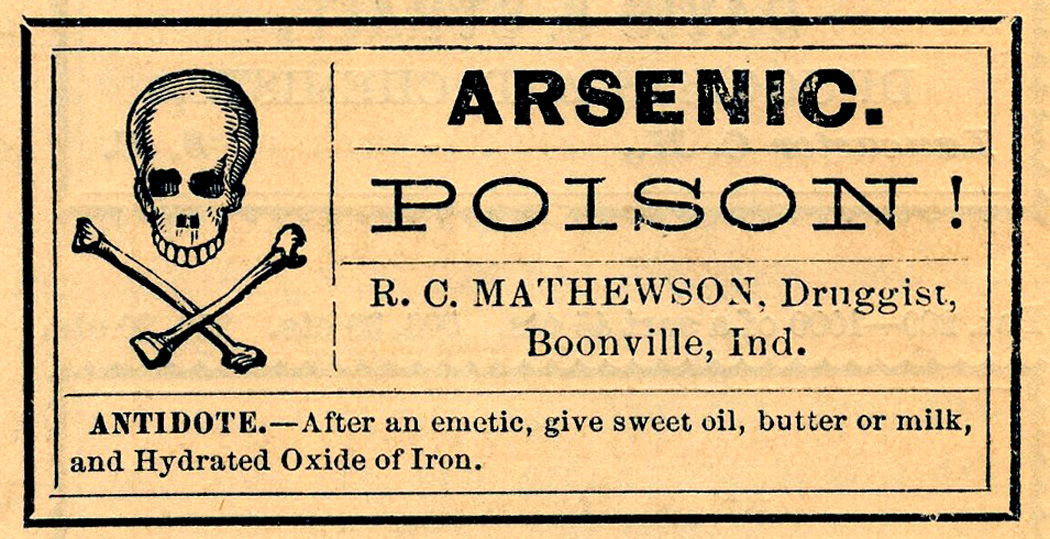 ARSENIC.
POISON!
R. C. MATHEWSON, Druggist,
Boonville, Ind.
ANTIDOTE.—After an emetic, give sweet oil, butter or milk,
and Hydrated Oxide of Iron.